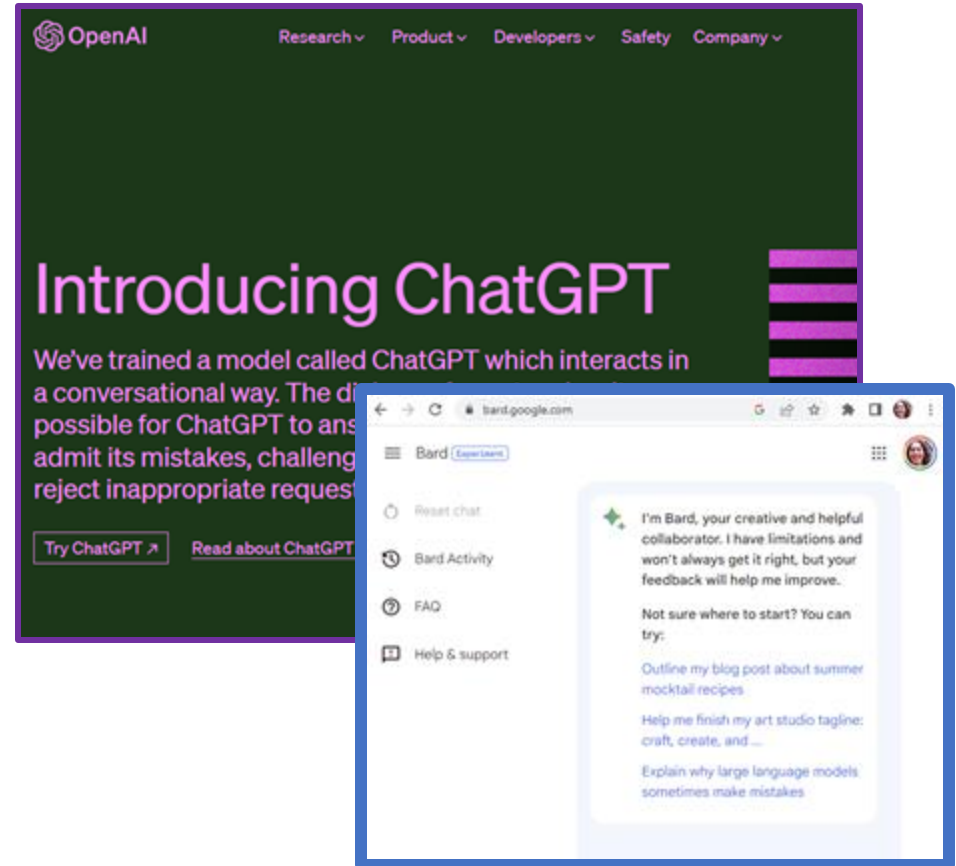 OpenAI
Research Product Developers Safety Company
Introducing ChatGPT
We've trained a model called ChatGPT which interacts in
a conversational way. The
possible for ChatGPT to
admit its mistakes,
reject inappropriate
Try ChatGPT ↗ Read about ChatGPT
bard.google.com
Bard Experiment
Reset chat
Bard Activity
FAQ
Help & support
I'm Bard, your creative and helpful
collaborator. I have limitations and
won't always get it right, but your
feedback will help me improve.
Not sure where to start? You can
try:
Outline my blog post about summer
mocktail recipes
Help me finish my art studio tagline:
craft, create, and ...
Explain why large language models
sometimes make mistakes